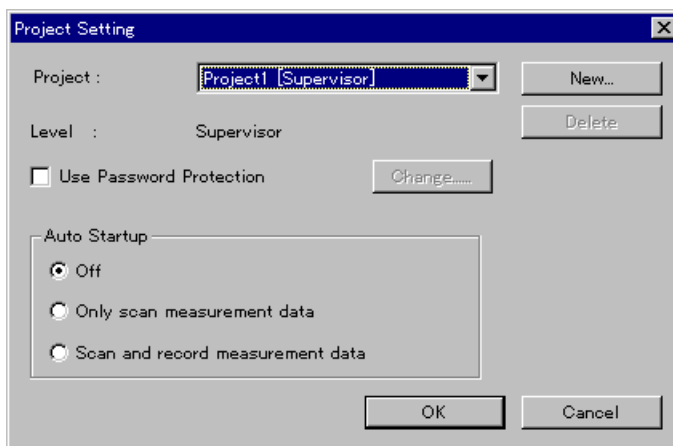 Project Setting
Project :
Project1 [Supervisor]
New...
Level :
Supervisor
Delete
Use Password Protection
Change.....
Auto Startup
Off
Only scan measurement data
Scan and record measurement data
OK
Cancel